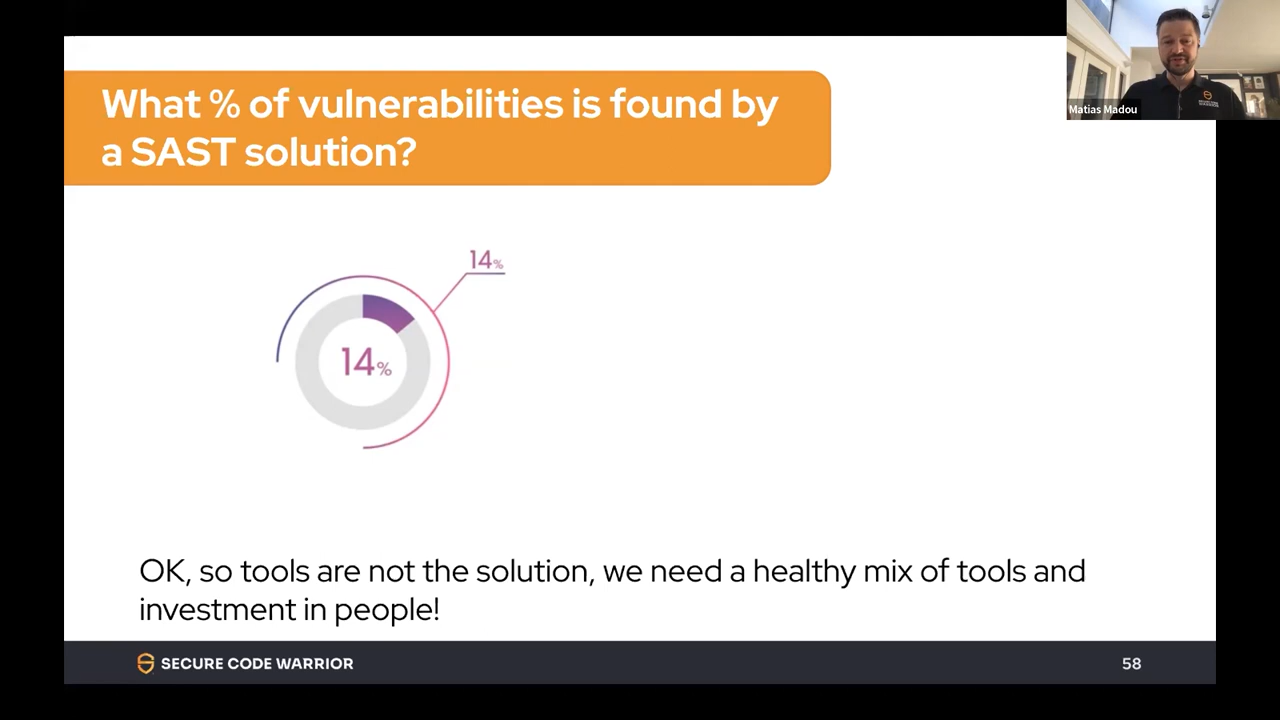 Matias Madou
What % of vulnerabilities is found by
a SAST solution?
14%
14%
OK, so tools are not the solution, we need a healthy mix of tools and
investment in people!
SECURE CODE WARRIOR
58